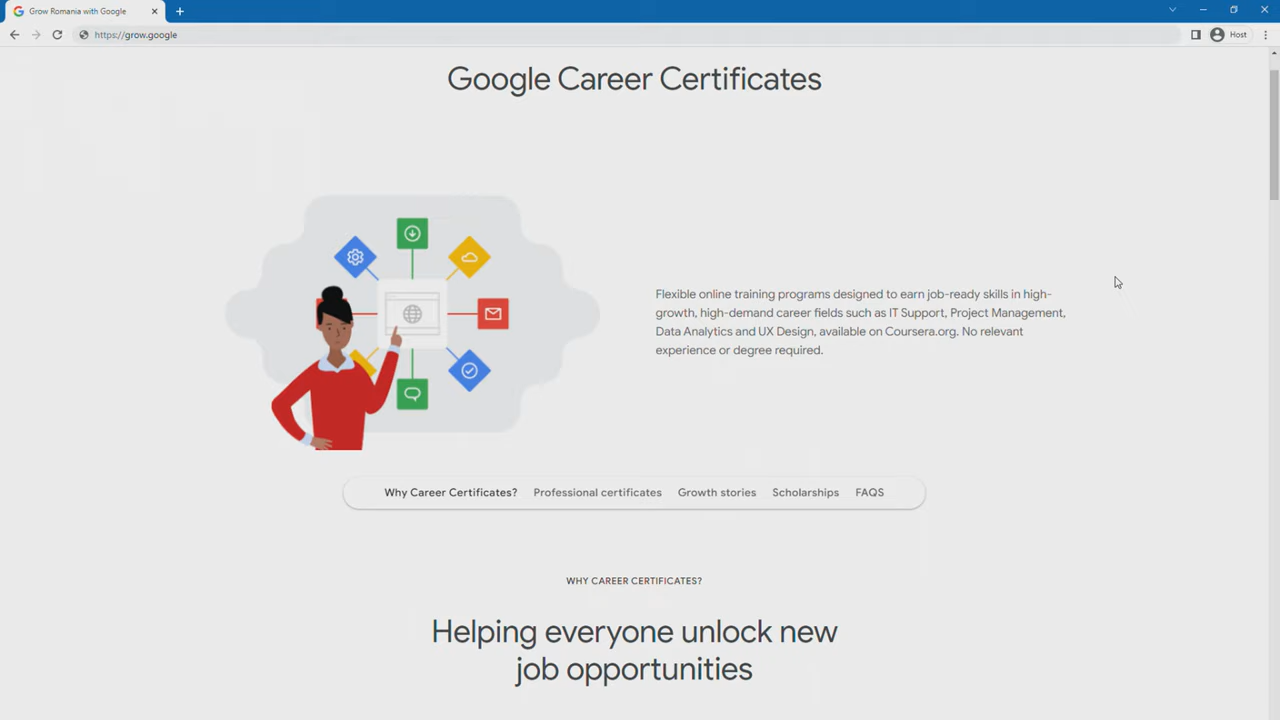 Grow Romania with Google
https://grow.google
Host
Google Career Certificates
Flexible online training programs designed to earn job-ready skills in high-
growth, high-demand career fields such as IT Support, Project Management,
Data Analytics and UX Design, available on Coursera.org. No relevant
experience or degree required.
Why Career Certificates? Professional certificates Growth stories Scholarships FAQS
WHY CAREER CERTIFICATES?
Helping everyone unlock new
job opportunities